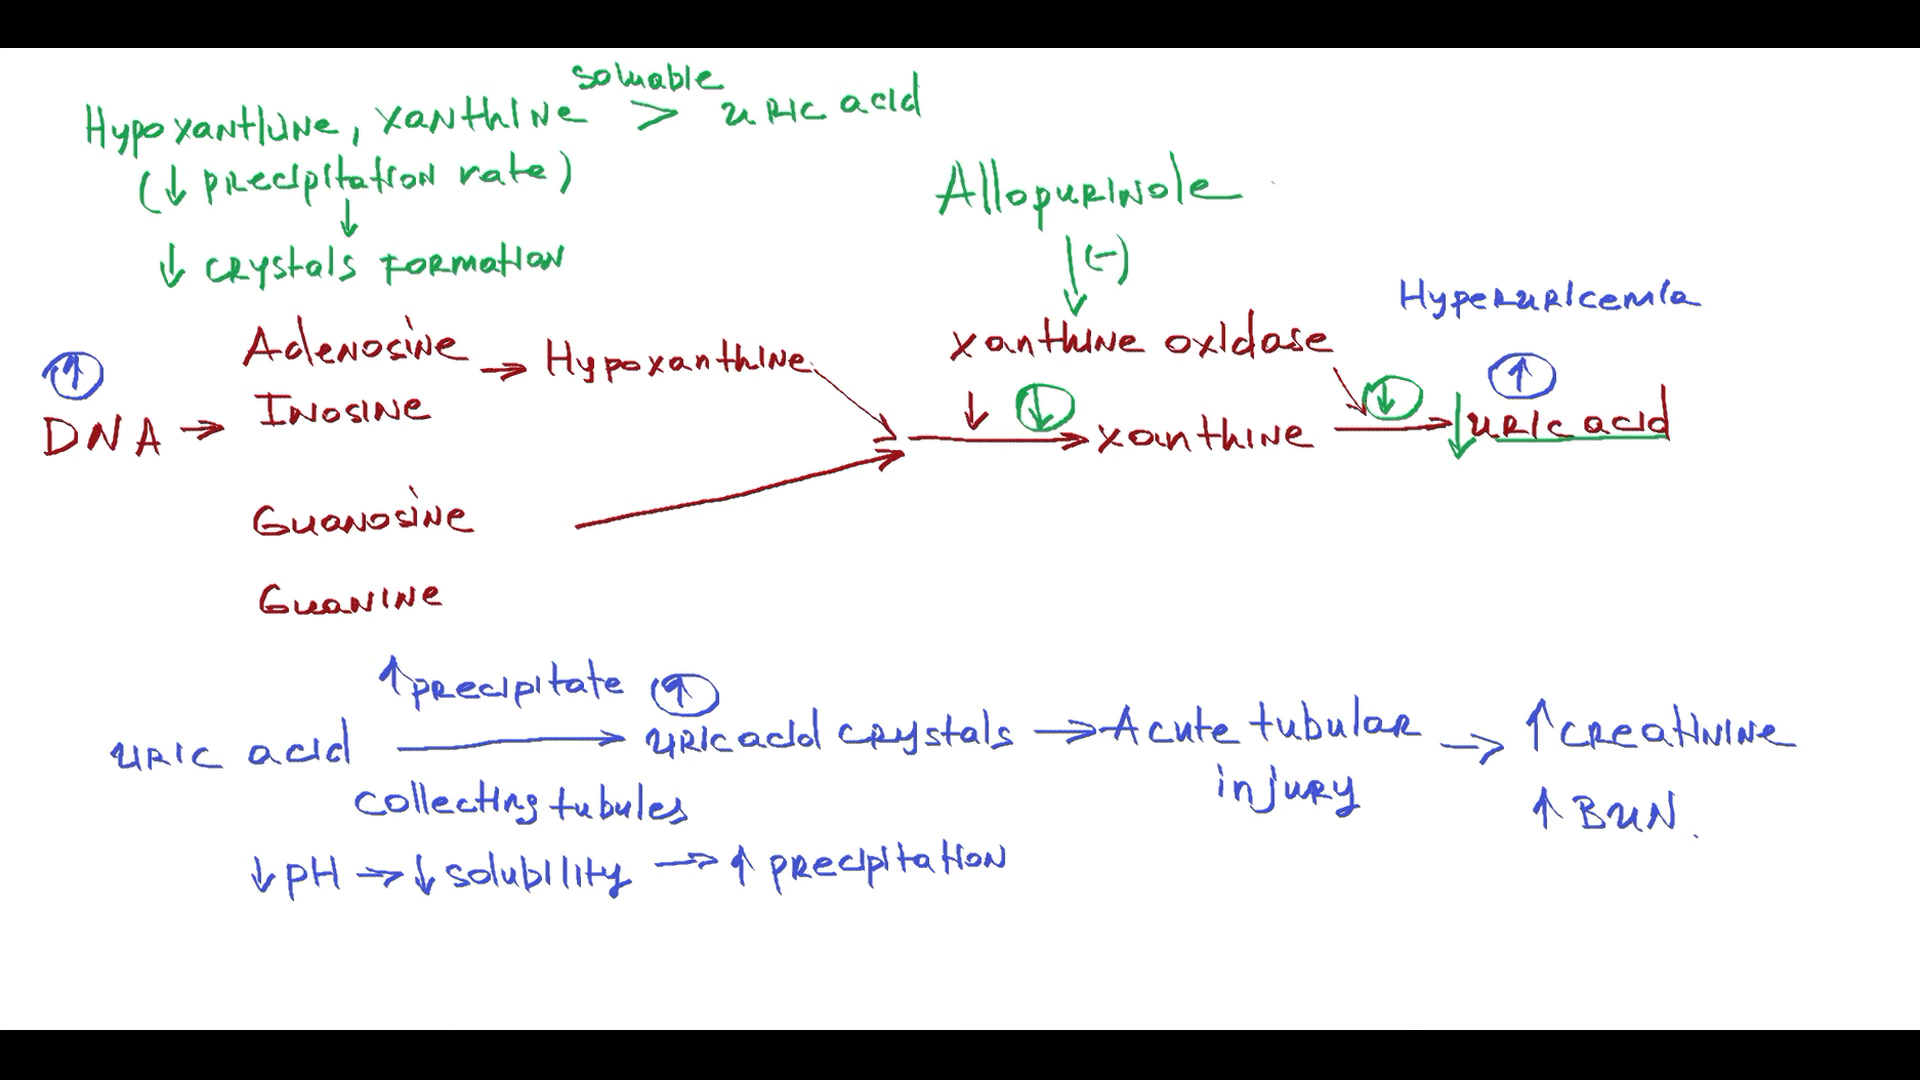 Hypoxanthine, xanthine soluable > uric acid
(↓ precipitation rate)
↓
↓ crystals formation
Allopurinole
↓ (-)
Hyperuricemia
↑ Adenosine → Hypoxanthine xanthine oxidase ↑
DNA → Inosine ↓ ↓ → xanthine ↓ → ↓ uric acid
Guanosine →
Guanine
↑ precipitate ↑
uric acid → uric acid crystals → Acute tubular injury → ↑ creatinine
collecting tubules ↑ BUN.
↓ pH → ↓ solubility → ↑ precipitation